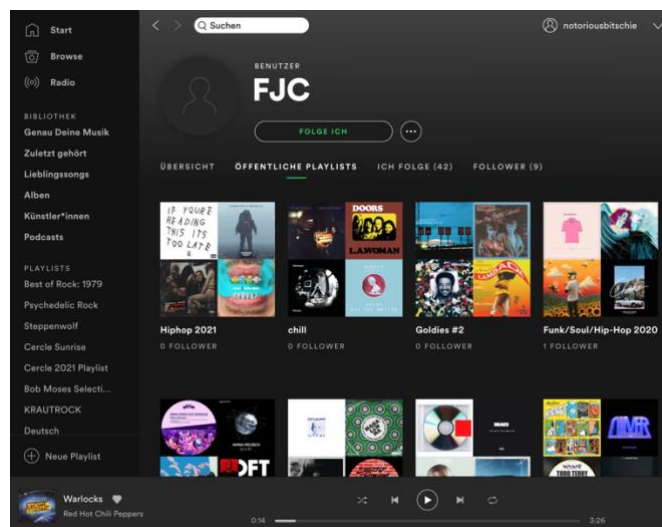 Start
Browse
Radio
BIBLIOTHEK
Genau Deine Musik
Zuletzt gehört
Lieblingssongs
Alben
Künstler*innen
Podcasts
PLAYLISTS
Best of Rock: 1979
Psychedelic Rock
Steppenwolf
Cercle Sunrise
Cercle 2021 Playlist
Bob Moses Selecti...
KRAUTROCK
Deutsch
Neue Playlist
Suchen
notoriousbitschie
BENUTZER
FJC
FOLGE ICH
ÜBERSICHT ÖFFENTLICHE PLAYLISTS ICH FOLGE (42) FOLLOWER (9)
IF YOU'RE
READING
THIS IT'S
TOO LATE
DOORS
L.A.WOMAN
Hiphop 2021
0 FOLLOWER
chill
0 FOLLOWER
Goldies #2
0 FOLLOWER
Funk/Soul/Hip-Hop 2020
1 FOLLOWER
TODD TERRY
Warlocks
Red Hot Chili Peppers
0:14
3:26